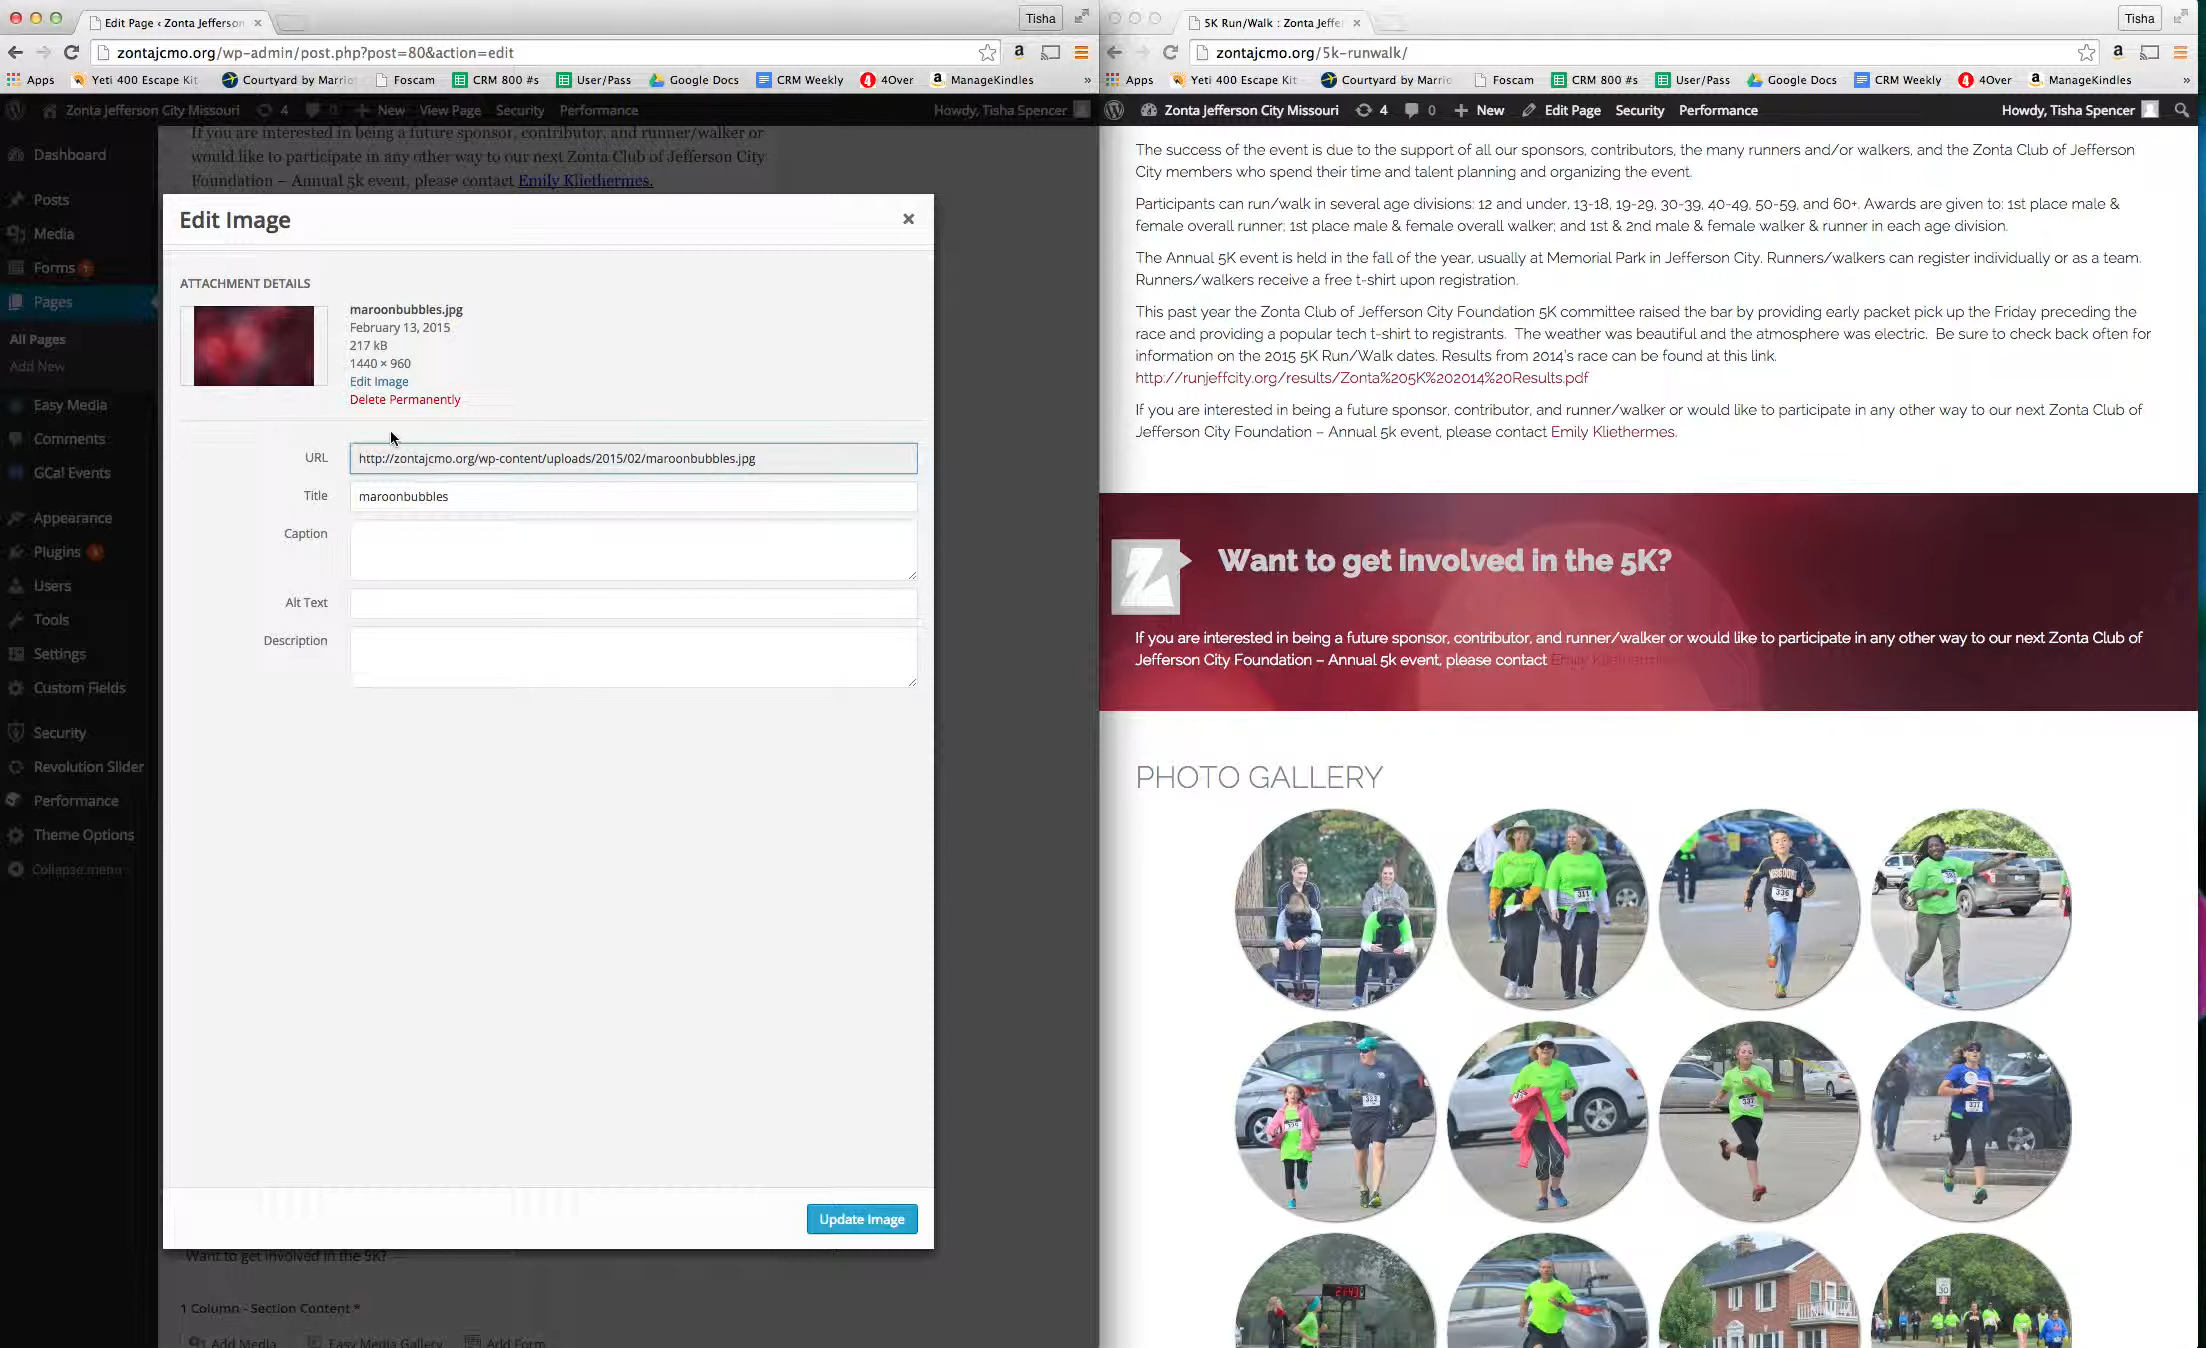 Edit Page ‹ Zonta Jefferson
Tisha
zontajcmo.org/wp-admin/post.php?post=80&action=edit
Apps Yeti 400 Escape Kit Courtyard by Marrio Foscam CRM 800 #s User/Pass Google Docs CRM Weekly 4Over ManageKindles »
Zonta Jefferson City Missouri 4 0 New View Page Security Performance Howdy, Tisha Spencer
Dashboard
Posts
Media
Forms 1
Pages
All Pages
Add New
Easy Media
Comments
GCal Events
Appearance
Plugins
Users
Tools
Settings
Custom Fields
Security
Revolution Slider
Performance
Theme Options
Collapse menu
If you are interested in being a future sponsor, contributor, and runner/walker or
would like to participate in any other way to our next Zonta Club of Jefferson City
Foundation – Annual 5k event, please contact Emily Kliethermes.
Edit Image
ATTACHMENT DETAILS
maroonbubbles.jpg
February 13, 2015
217 kB
1440 × 960
Edit Image
Delete Permanently
URL http://zontajcmo.org/wp-content/uploads/2015/02/maroonbubbles.jpg
Title maroonbubbles
Caption
Alt Text
Description
Update Image
Want to get involved in the 5K?
1 Column - Section Content *
Add Media Easy Media Gallery Add Form
5K Run/Walk : Zonta Jeffe
Tisha
zontajcmo.org/5k-runwalk/
Apps Yeti 400 Escape Kit Courtyard by Marrio Foscam CRM 800 #s User/Pass Google Docs CRM Weekly 4Over ManageKindles »
Zonta Jefferson City Missouri 4 0 New Edit Page Security Performance Howdy, Tisha Spencer
The success of the event is due to the support of all our sponsors, contributors, the many runners and/or walkers, and the Zonta Club of Jefferson
City members who spend their time and talent planning and organizing the event.
Participants can run/walk in several age divisions: 12 and under, 13-18, 19-29, 30-39, 40-49, 50-59, and 60+. Awards are given to: 1st place male &
female overall runner; 1st place male & female overall walker; and 1st & 2nd male & female walker & runner in each age division.
The Annual 5K event is held in the fall of the year, usually at Memorial Park in Jefferson City. Runners/walkers can register individually or as a team.
Runners/walkers receive a free t-shirt upon registration.
This past year the Zonta Club of Jefferson City Foundation 5K committee raised the bar by providing early packet pick up the Friday preceding the
race and providing a popular tech t-shirt to registrants. The weather was beautiful and the atmosphere was electric. Be sure to check back often for
information on the 2015 5K Run/Walk dates. Results from 2014's race can be found at this link.
http://runjeffcity.org/results/Zonta%205K%202014%20Results.pdf
If you are interested in being a future sponsor, contributor, and runner/walker or would like to participate in any other way to our next Zonta Club of
Jefferson City Foundation – Annual 5k event, please contact Emily Kliethermes.
Want to get involved in the 5K?
If you are interested in being a future sponsor, contributor, and runner/walker or would like to participate in any other way to our next Zonta Club of
Jefferson City Foundation – Annual 5k event, please contact Emily Kliethermes
PHOTO GALLERY
311
336
323
337